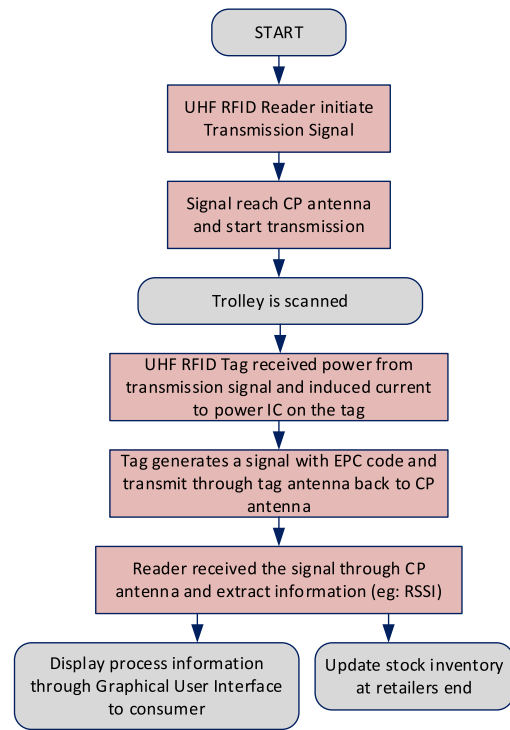 START
UHF RFID Reader initiate
Transmission Signal
Signal reach CP antenna
and start transmission
Trolley is scanned
UHF RFID Tag received power from
transmission signal and induced current
to power IC on the tag
Tag generates a signal with EPC code and
transmit through tag antenna back to CP
antenna
Reader received the signal through CP
antenna and extract information (eg: RSSI)
Display process information
through Graphical User Interface
to consumer
Update stock inventory
at retailers end